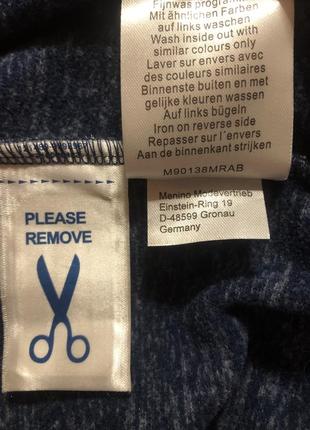 Fijnwas programma
Mit ähnlichen Farben
auf links waschen
Wash inside out with
similar colours only
Laver sur envers avec
des couleurs similaires
Binnenste buiten en met
gelijke kleuren wassen
Auf links bügeln
Iron on reverse side
Repasser sur l'envers
Aan de binnenkant strijken
M90138MRAB
Menino Modevertrieb
Einstein-Ring 19
D-48599 Gronau
Germany
PLEASE
REMOVE